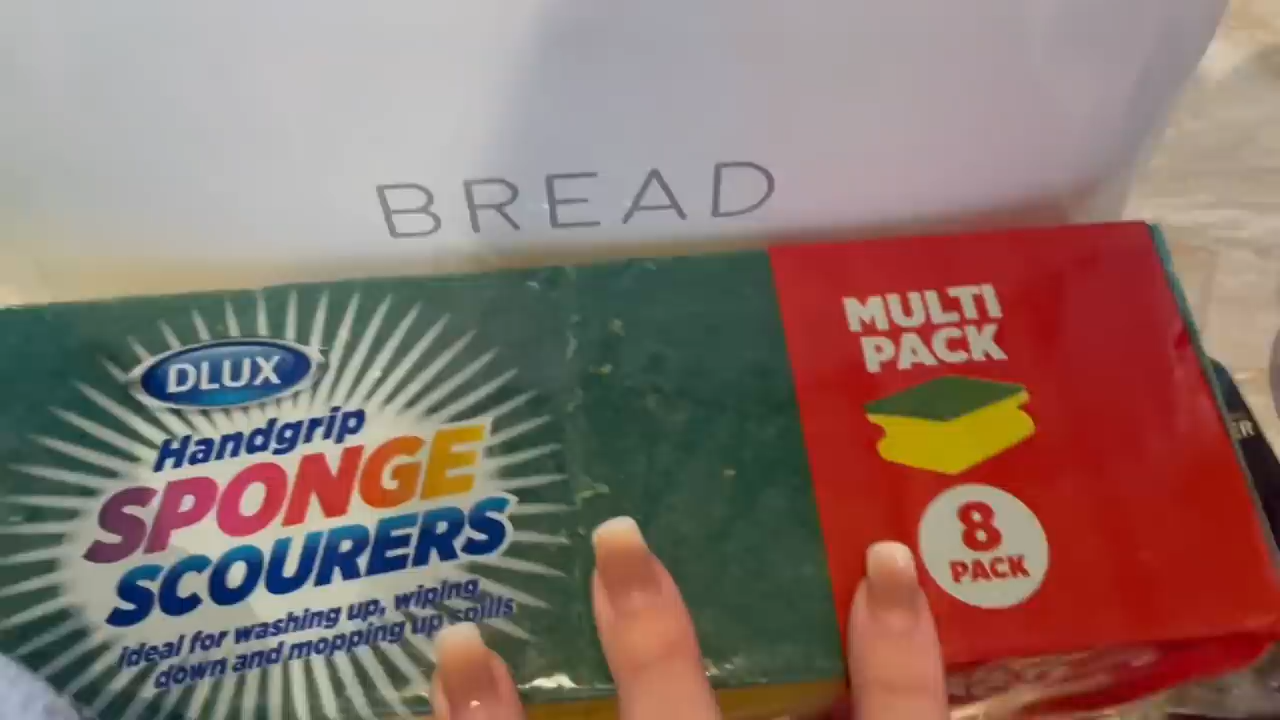 BREAD
DLUX
Handgrip
SPONGE
SCOURERS
ideal for washing up, wiping
down and mopping up spills
MULTI
PACK
8
PACK